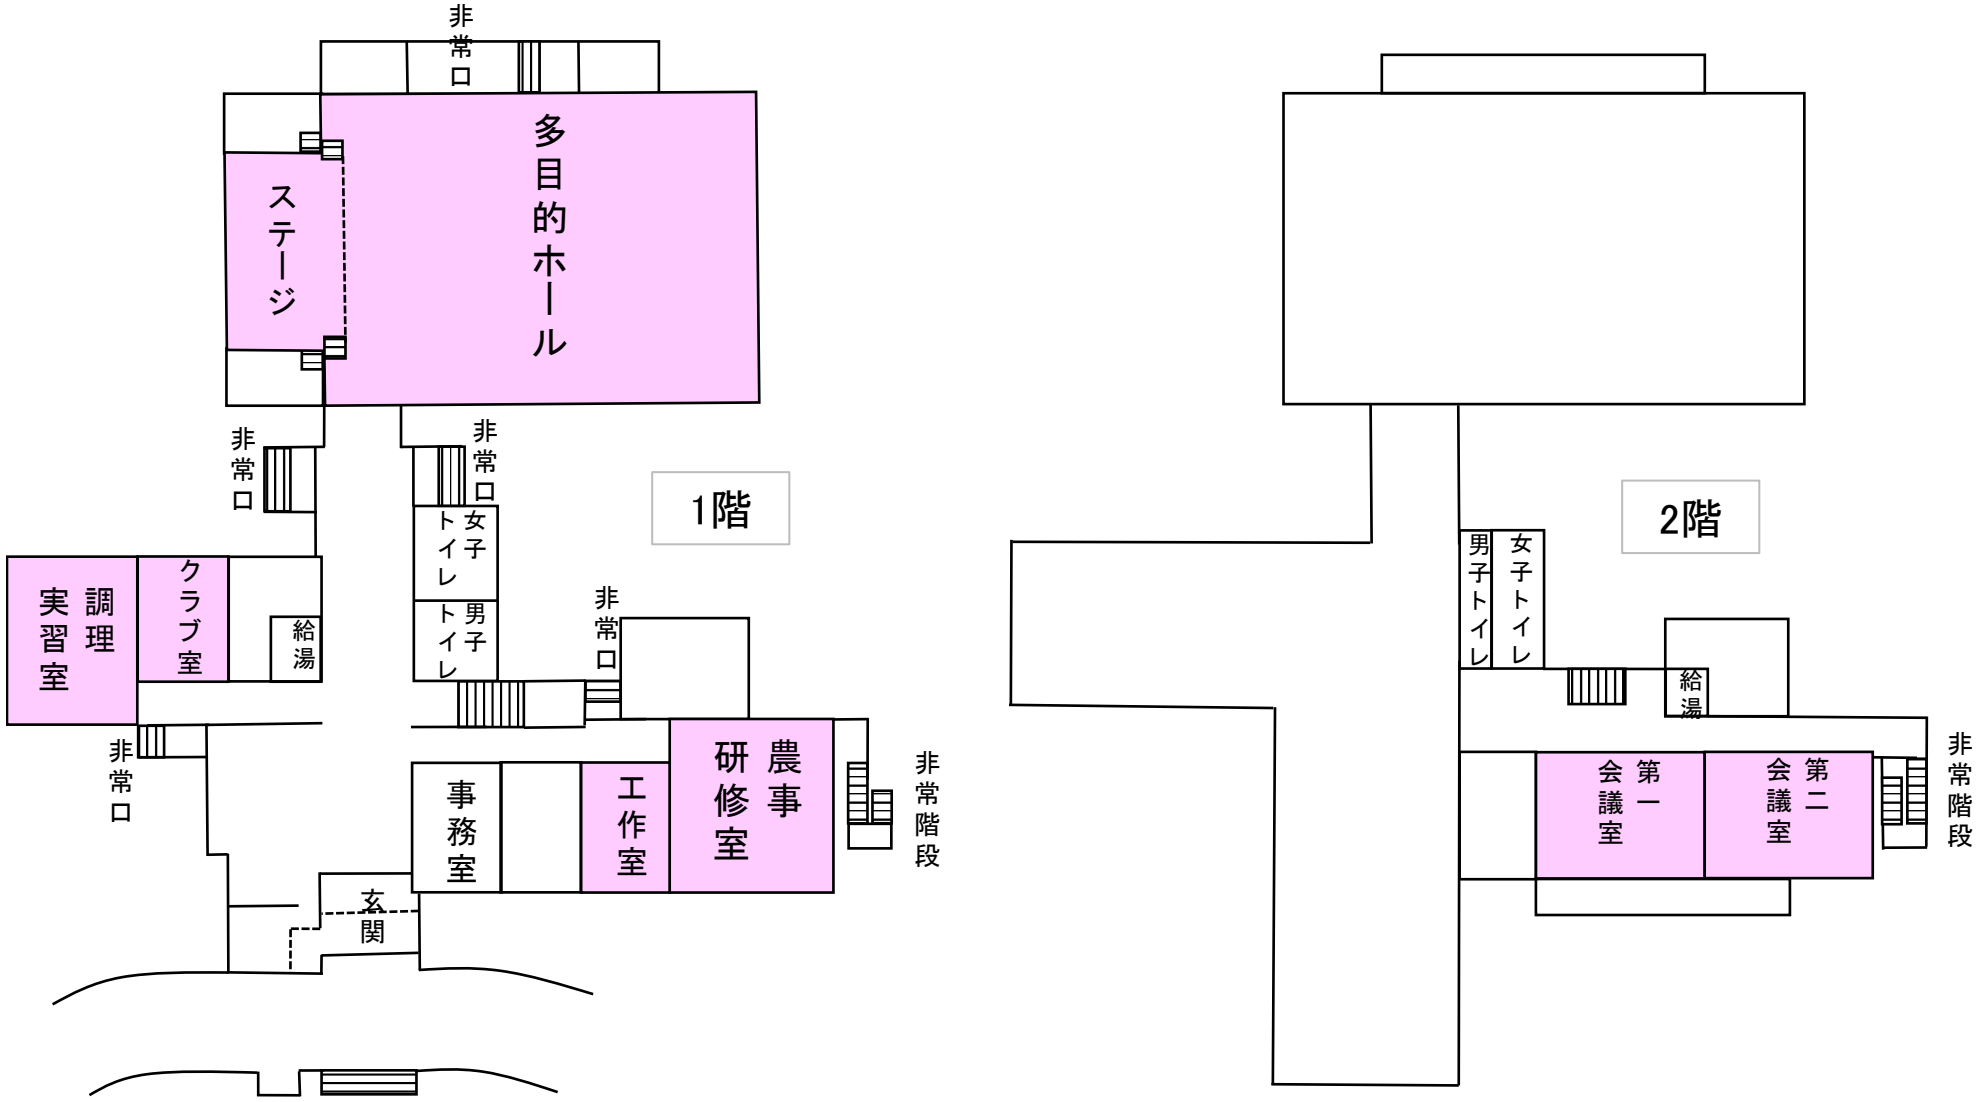 非常口
多目的ホール
ステージ
非常口
非常口
1階
女子
トイレ
男子
トイレ
調理
実習室
クラブ室
給湯
非常口
非常口
事務室
工作室
農事
研修室
非常階段
玄関
2階
男子トイレ
女子トイレ
給湯
第一
会議室
第二
会議室
非常階段